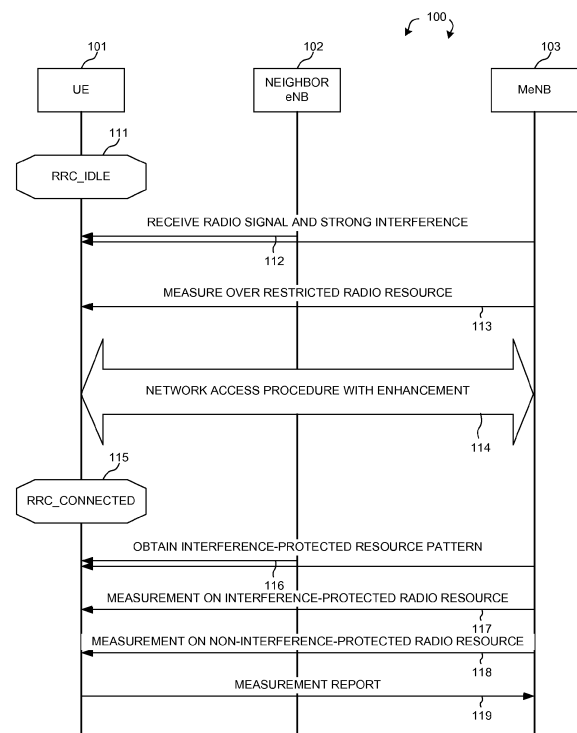 100
101
102
103
UE
NEIGHBOR
eNB
MeNB
111
RRC_IDLE
RECEIVE RADIO SIGNAL AND STRONG INTERFERENCE
112
MEASURE OVER RESTRICTED RADIO RESOURCE
113
NETWORK ACCESS PROCEDURE WITH ENHANCEMENT
114
115
RRC_CONNECTED
OBTAIN INTERFERENCE-PROTECTED RESOURCE PATTERN
116
MEASUREMENT ON INTERFERENCE-PROTECTED RADIO RESOURCE
117
MEASUREMENT ON NON-INTERFERENCE-PROTECTED RADIO RESOURCE
118
MEASUREMENT REPORT
119